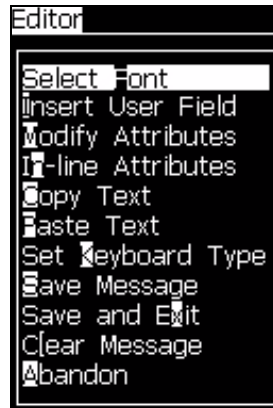 Editor
Select Font
Insert User Field
Modify Attributes
In-line Attributes
Copy Text
Paste Text
Set Keyboard Type
Save Message
Save and Exit
Clear Message
Abandon